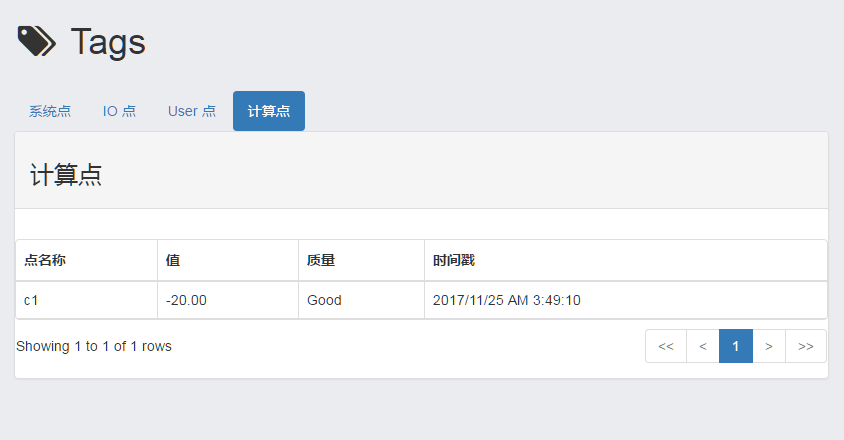 Tags
系统点 IO 点 User 点 计算点
计算点
点名称 值 质量 时间戳
c1 -20.00 Good 2017/11/25 AM 3:49:10
Showing 1 to 1 of 1 rows << < 1 > >>